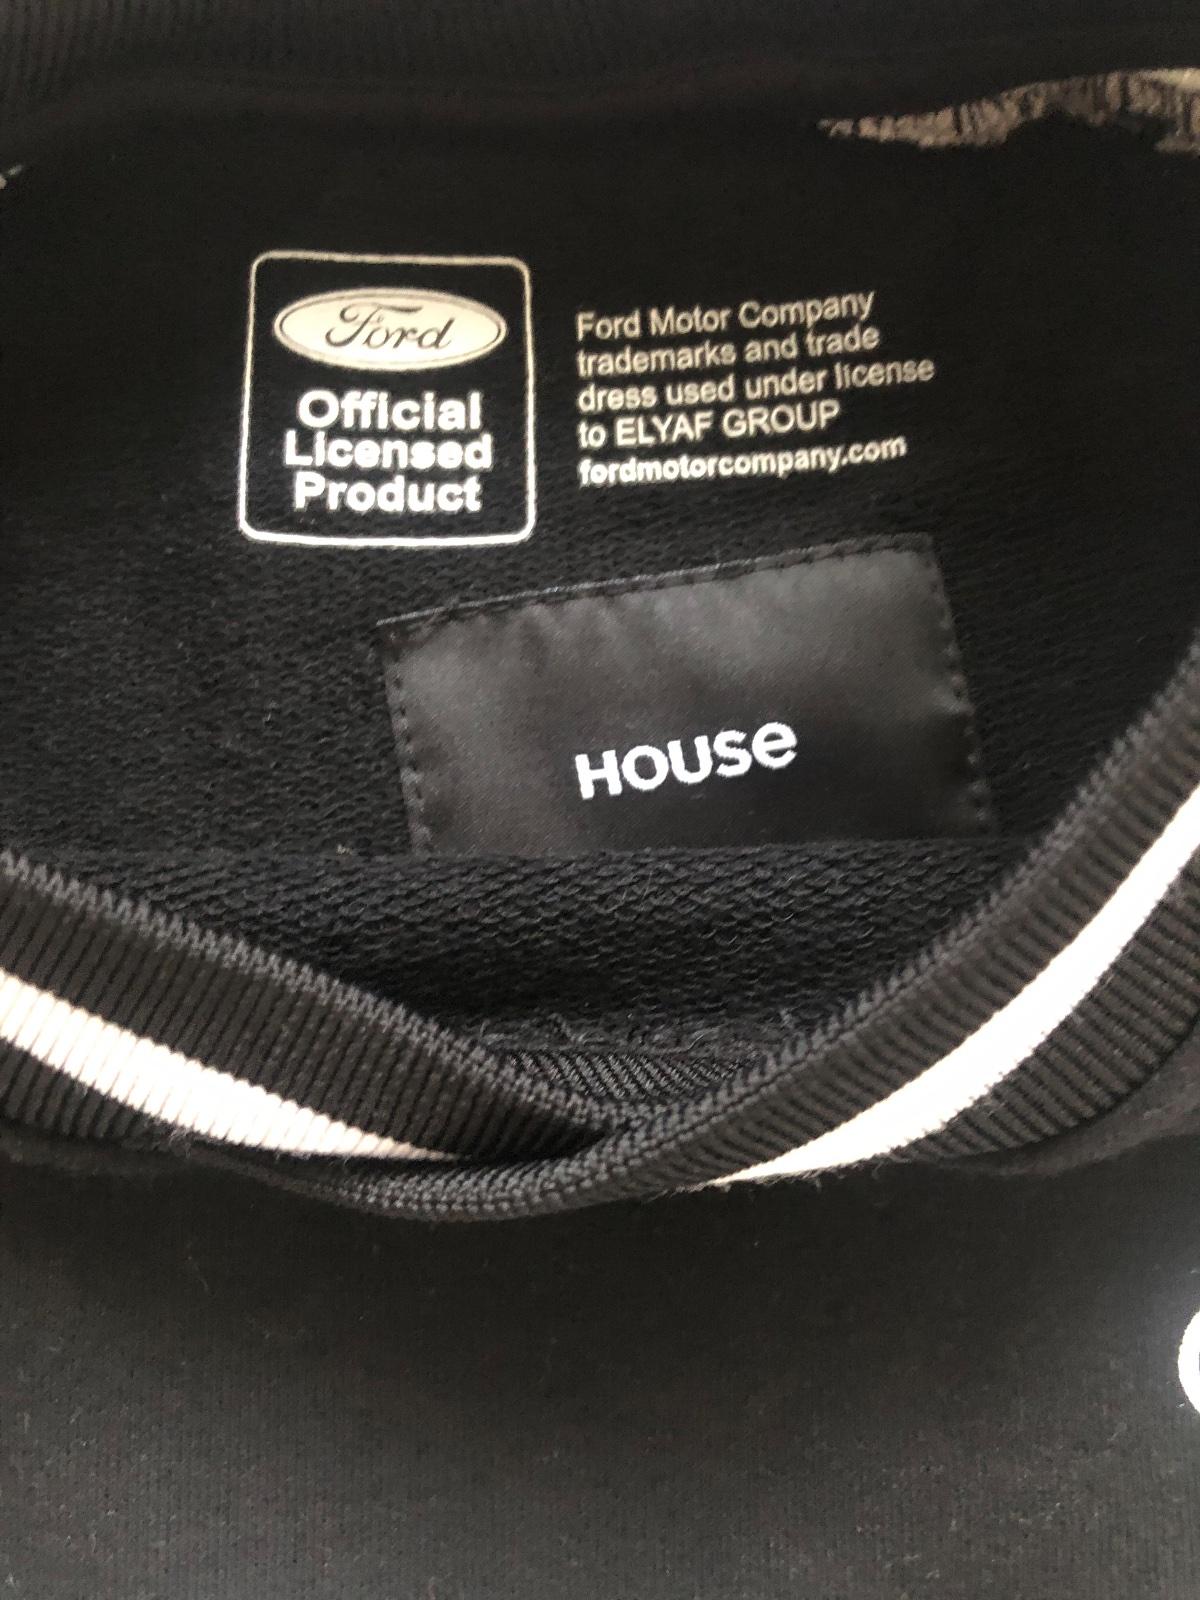 Ford
Official
Licensed
Product
Ford Motor Company
trademarks and trade
dress used under license
to ELYAF GROUP
fordmotorcompany.com
HOUSe